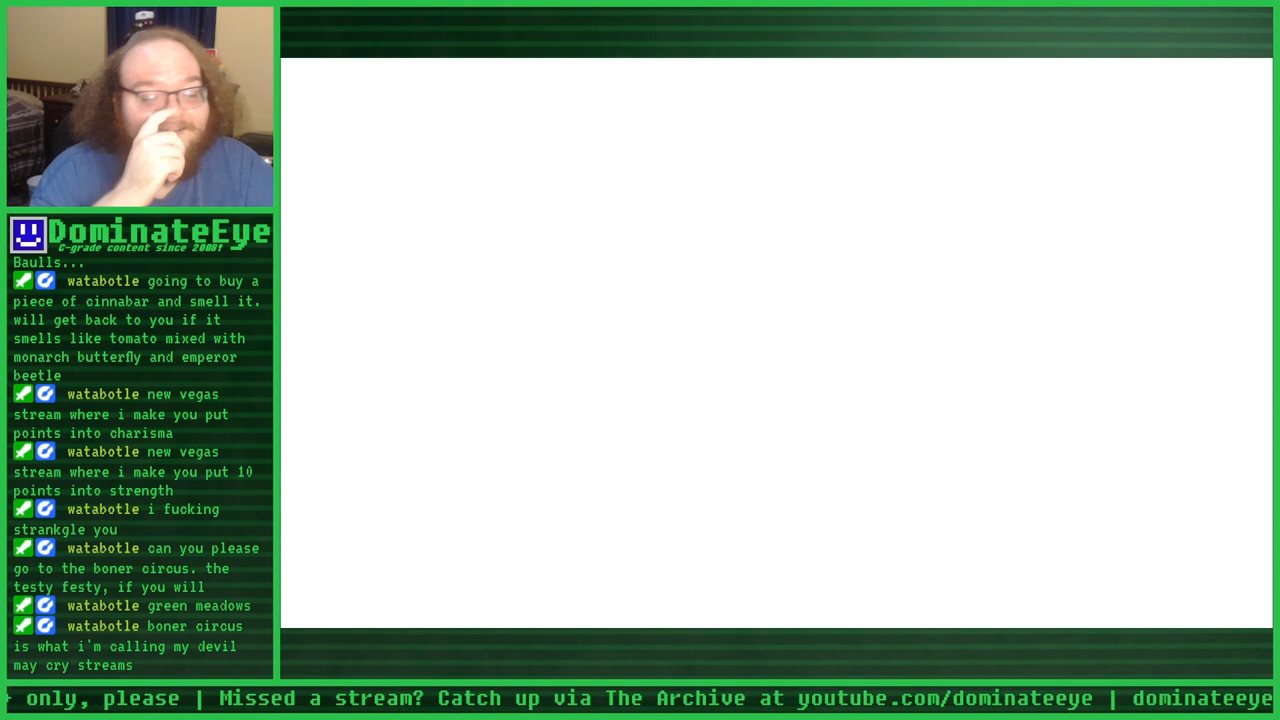 DominateEye
C-grade content since 2008!
Baulls...
watabotle going to buy a
piece of cinnabar and smell it.
will get back to you if it
smells like tomato mixed with
monarch butterfly and emperor
beetle
watabotle new vegas
stream where i make you put
points into charisma
watabotle new vegas
stream where i make you put 10
points into strength
watabotle i fucking
strankgle you
watabotle can you please
go to the boner circus. the
testy festy, if you will
watabotle green meadows
watabotle boner circus
is what i'm calling my devil
may cry streams
+ only, please | Missed a stream? Catch up via The Archive at youtube.com/dominateeye | dominateeye